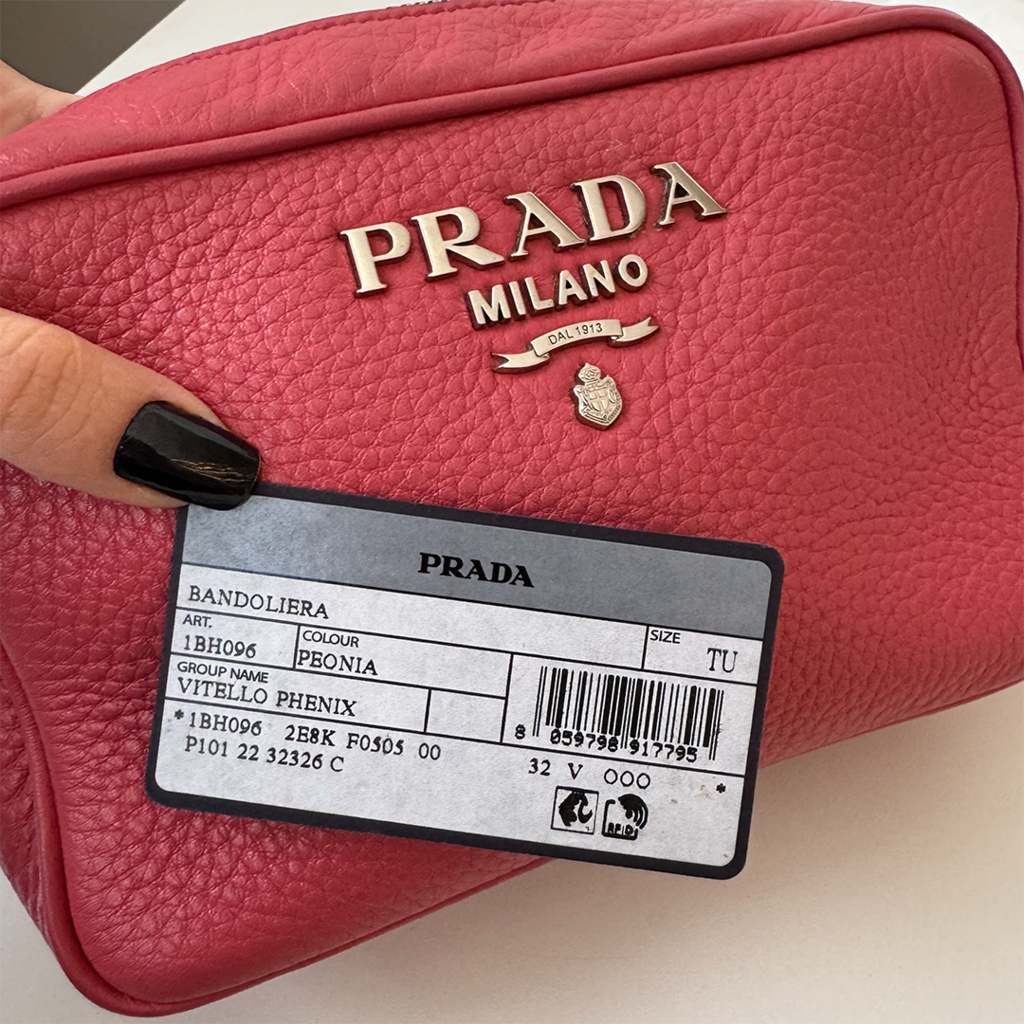 PRADA
MILANO
DAL 1913
PRADA
BANDOLIERA
ART.
1BH096
COLOUR
PEONIA
SIZE
TU
GROUP NAME
VITELLO PHENIX
*1BH096 2E8K F0505 00
P101 22 32326 C
8 059798 917795
32 V 000 *
RFID